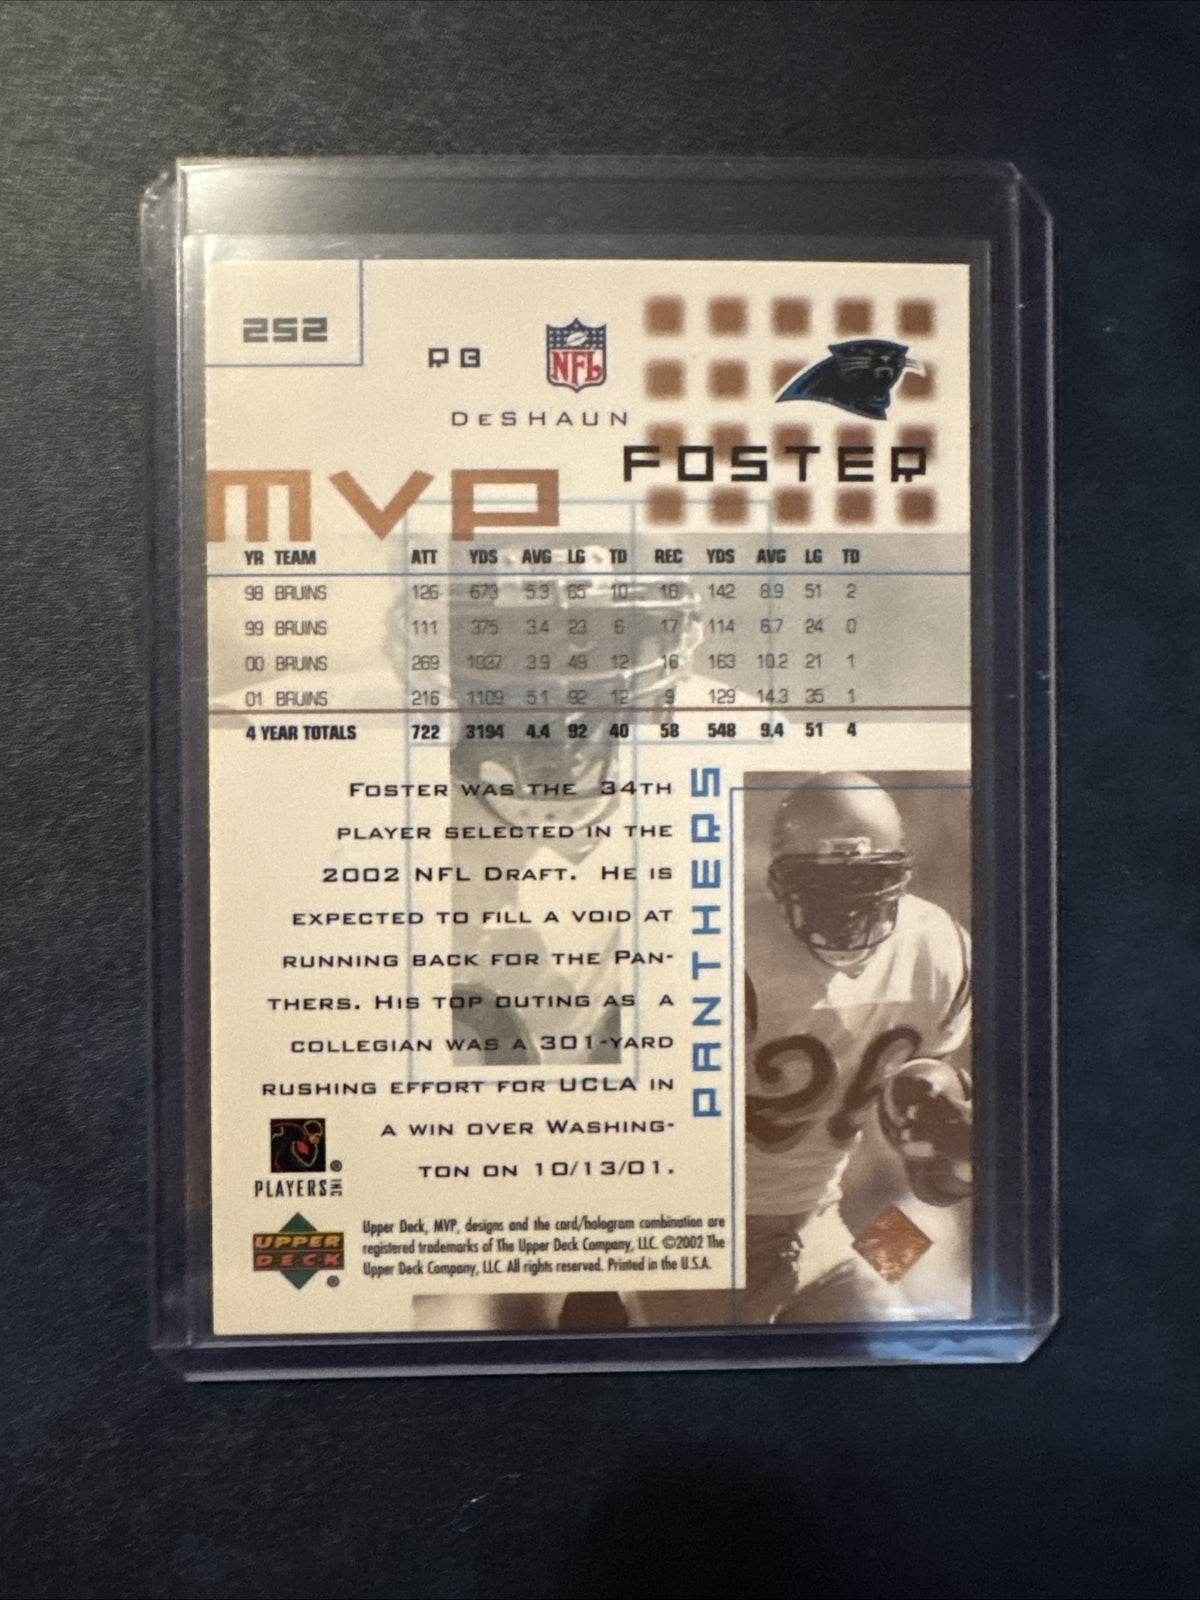 252
RB
NFL
DeSHAUN
FOSTER
MVP
YR TEAM ATT YDS AVG LG TD REC YDS AVG LG TD
98 BRUINS 126 673 5.3 65 10 16 142 8.9 51 2
99 BRUINS 111 375 3.4 23 6 17 114 6.7 24 0
00 BRUINS 269 1037 3.9 49 12 16 163 10.2 21 1
01 BRUINS 216 1109 5.1 92 12 9 129 14.3 35 1
4 YEAR TOTALS 722 3194 4.4 92 40 58 548 9.4 51 4
FOSTER WAS THE 34TH
PLAYER SELECTED IN THE
2002 NFL DRAFT. HE IS
EXPECTED TO FILL A VOID AT
RUNNING BACK FOR THE PAN-
THERS. HIS TOP OUTING AS A
COLLEGIAN WAS A 301-YARD
RUSHING EFFORT FOR UCLA IN
A WIN OVER WASHING-
TON ON 10/13/01.
PANTHERS
PLAYERS INC ®
UPPER DECK ®
Upper Deck, MVP, designs and the card/hologram combination are
registered trademarks of The Upper Deck Company, LLC. ©2002 The
Upper Deck Company, LLC. All rights reserved. Printed in the U.S.A.